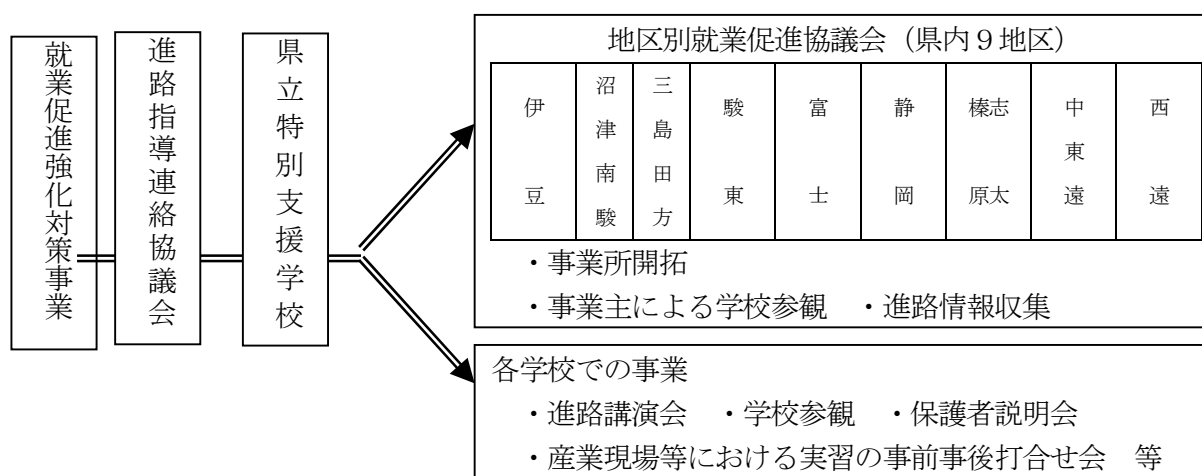 就業促進強化対策事業
進路指導連絡協議会
県立特別支援学校
地区別就業促進協議会（県内９地区）
伊豆
沼津南駿
三島田方
駿東
富士
静岡
志太
榛原
中東遠
西遠
・事業所開拓
・事業主による学校参観　・進路情報収集
各学校での事業
・進路講演会　・学校参観　・保護者説明会
・産業現場等における実習の事前事後打合せ会　等